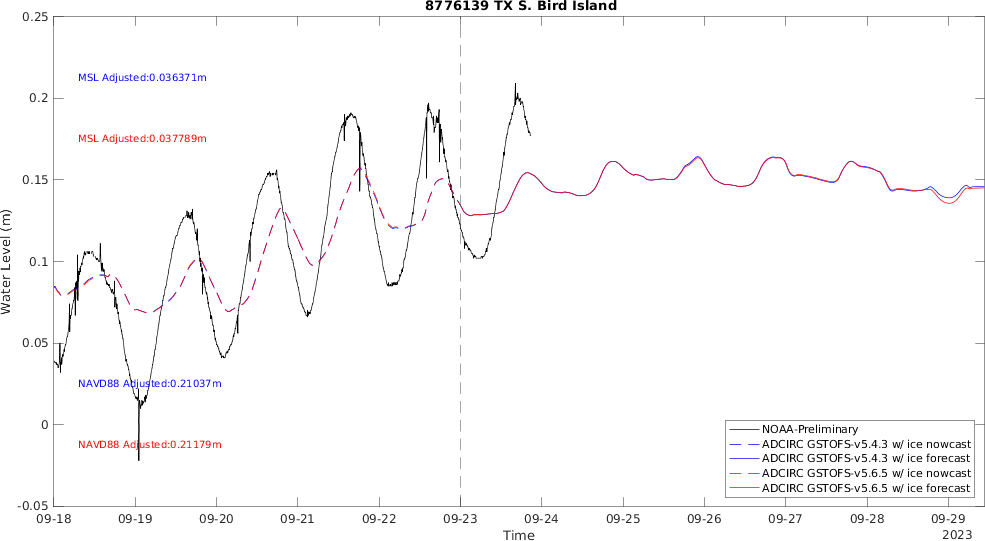 8776139 TX S. Bird Island
0.25
0.2
0.15
0.1
0.05
0
-0.05
Water Level (m)
MSL Adjusted:0.036371m
MSL Adjusted:0.037789m
NAVD88 Adjusted:0.21037m
NAVD88 Adjusted:0.21179m
NOAA-Preliminary
ADCIRC GSTOFS-v5.4.3 w/ ice nowcast
ADCIRC GSTOFS-v5.4.3 w/ ice forecast
ADCIRC GSTOFS-v5.6.5 w/ ice nowcast
ADCIRC GSTOFS-v5.6.5 w/ ice forecast
09-18 09-19 09-20 09-21 09-22 09-23 09-24 09-25 09-26 09-27 09-28 09-29
Time
2023